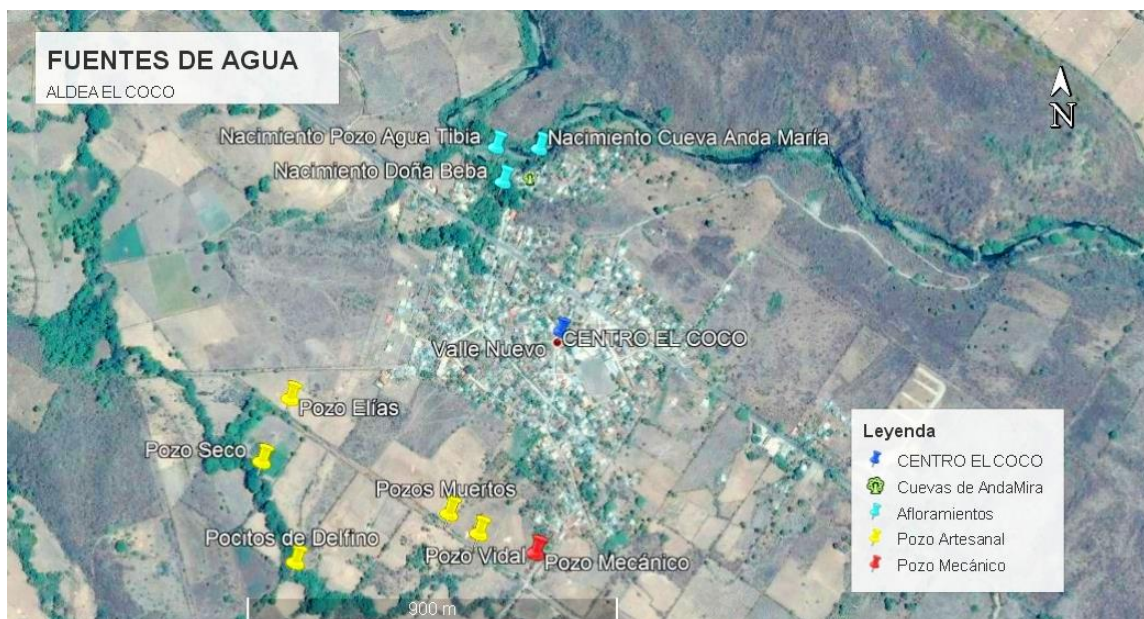 FUENTES DE AGUA
ALDEA EL COCO
N
Nacimiento Pozo Agua Tibia
Nacimiento Cueva Anda María
Nacimiento Doña Beba
CENTRO EL COCO
Valle Nuevo
Pozo Elías
Pozo Seco
Pozos Muertos
Pocitos de Delfino
Pozo Vidal
Pozo Mecánico
900 m
Leyenda
CENTRO EL COCO
Cuevas de AndaMira
Afloramientos
Pozo Artesanal
Pozo Mecánico